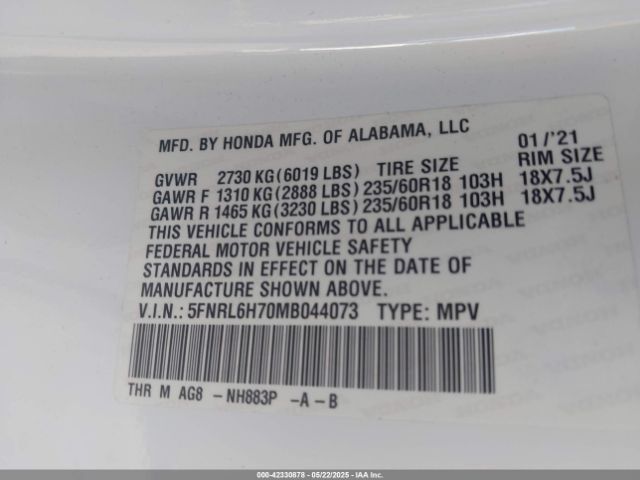 MFD. BY HONDA MFG. OF ALABAMA, LLC 01/'21
GVWR 2730 KG(6019 LBS) TIRE SIZE RIM SIZE
GAWR F 1310 KG(2888 LBS) 235/60R18 103H 18X7.5J
GAWR R 1465 KG(3230 LBS) 235/60R18 103H 18X7.5J
THIS VEHICLE CONFORMS TO ALL APPLICABLE
FEDERAL MOTOR VEHICLE SAFETY
STANDARDS IN EFFECT ON THE DATE OF
MANUFACTURE SHOWN ABOVE.
V.I.N.: 5FNRL6H70MB044073 TYPE: MPV
THR M AG8 - NH883P -A - B
000-42330878 - 05/22/2025 - IAAI.COM